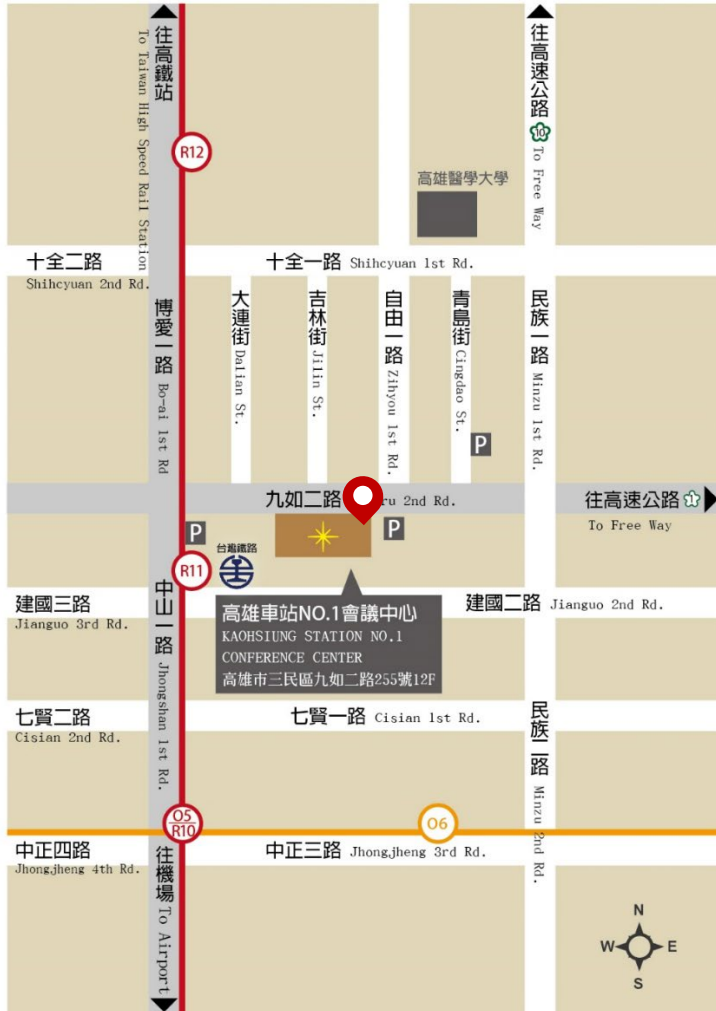 往高鐵站
To Taiwan High Speed Rail Station
往高速公路
10
To Free Way
R12
高雄醫學大學
十全二路
Shihcyuan 2nd Rd.
十全一路 Shihcyuan 1st Rd.
博愛一路 Bo-ai 1st Rd
大連街 Dalian St.
吉林街 Jilin St.
自由一路 Zihyou 1st Rd.
青島街 Cingdao St.
民族一路 Minzu 1st Rd.
P
九如二路 ru 2nd Rd.
往高速公路 1
To Free Way
P
P
台灣鐵路
R11
建國三路
Jianguo 3rd Rd.
中山一路 Jhongshan 1st Rd.
高雄車站NO.1會議中心
KAOHSIUNG STATION NO.1
CONFERENCE CENTER
高雄市三民區九如二路255號12F
建國二路 Jianguo 2nd Rd.
七賢二路
Cisian 2nd Rd.
七賢一路 Cisian 1st Rd.
民族二路 Minzu 2nd Rd.
O5
R10
O6
中正四路
Jhongjheng 4th Rd.
中正三路 Jhongjheng 3rd Rd.
往機場 To Airport
N
W E
S